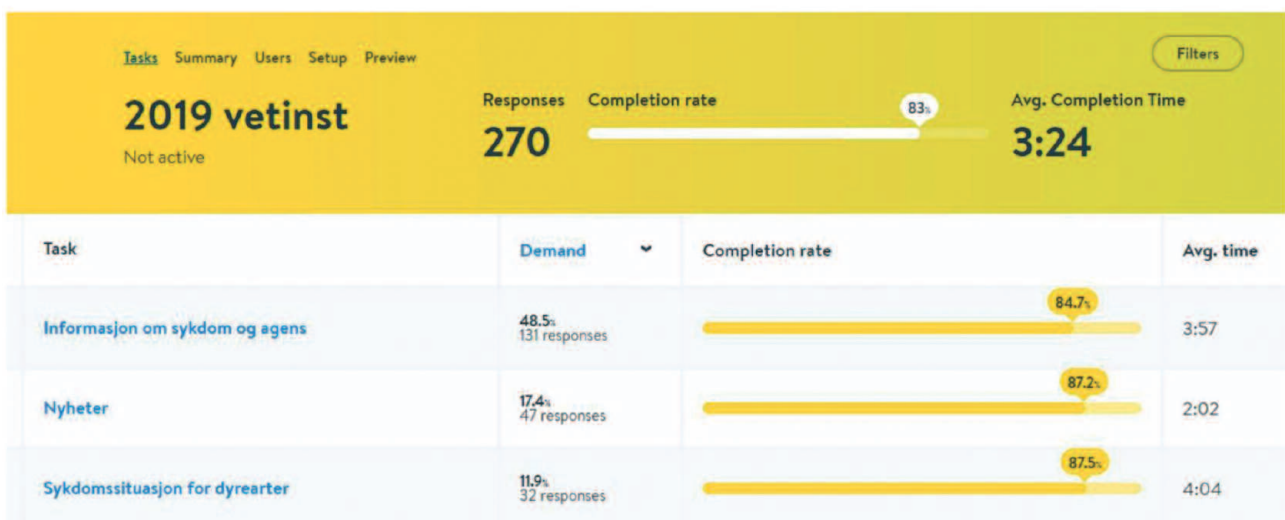 Tasks Summary Users Setup Preview
Filters
2019 vetinst
Not active
Responses
270
Completion rate
83%
Avg. Completion Time
3:24
Task Demand Completion rate Avg. time
Informasjon om sykdom og agens
48.5%
131 responses
84.7%
3:57
Nyheter
17.4%
47 responses
87.2%
2:02
Sykdomssituasjon for dyrearter
11.9%
32 responses
87.5%
4:04